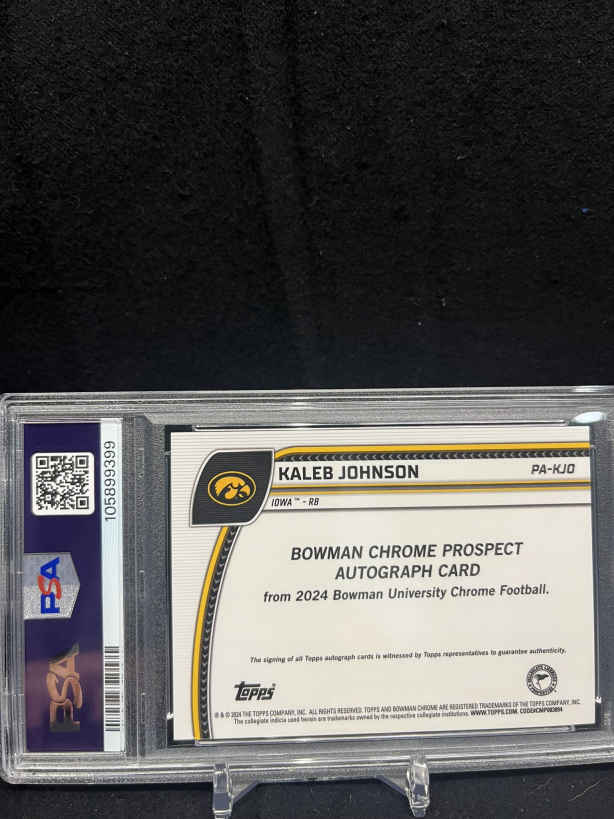 105899399
PSA
PSA
KALEB JOHNSON
PA-KJO
IOWA™ - RB
BOWMAN CHROME PROSPECT
AUTOGRAPH CARD
from 2024 Bowman University Chrome Football.
The signing of all Topps autograph cards is witnessed by Topps representatives to guarantee authenticity.
Topps
® & © 2024 THE TOPPS COMPANY, INC. ALL RIGHTS RESERVED. TOPPS AND BOWMAN CHROME ARE REGISTERED TRADEMARKS OF THE TOPPS COMPANY, INC.
The collegiate indicia used herein are trademarks owned by the respective collegiate institutions. WWW.TOPPS.COM. CODE#CMP083894